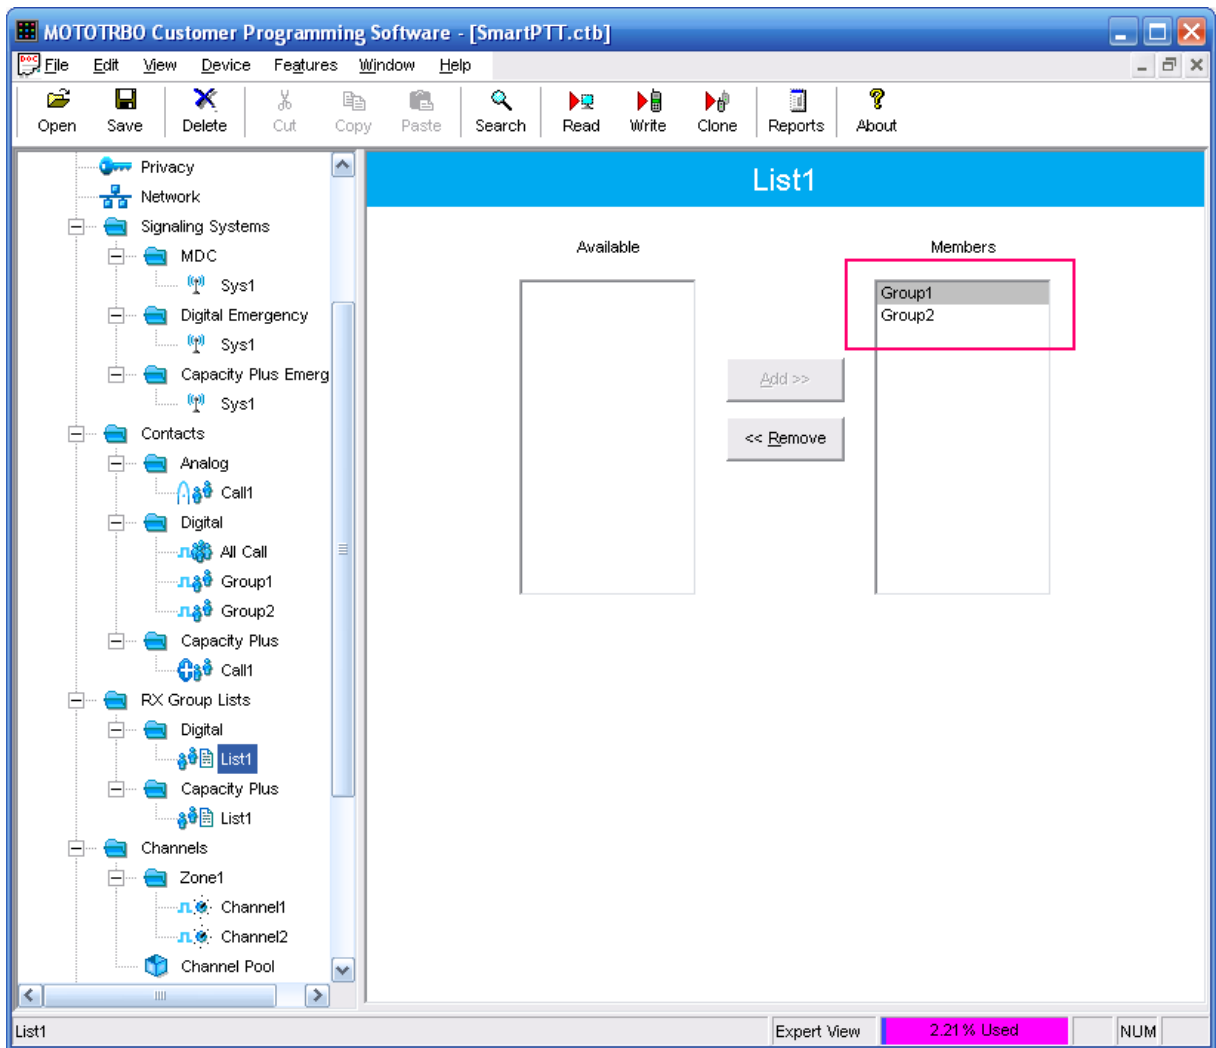 MOTOTRBO Customer Programming Software - [SmartPTT.ctb]
File Edit View Device Features Window Help
Open Save Delete Cut Copy Paste Search Read Write Clone Reports About
Privacy
Network
Signaling Systems
MDC
Sys1
Digital Emergency
Sys1
Capacity Plus Emerg
Sys1
Contacts
Analog
Call1
Digital
All Call
Group1
Group2
Capacity Plus
Call1
RX Group Lists
Digital
List1
Capacity Plus
List1
Channels
Zone1
Channel1
Channel2
Channel Pool
List1
Available Members
Group1
Group2
Add >>
<< Remove
List1 Expert View 2.21% Used NUM